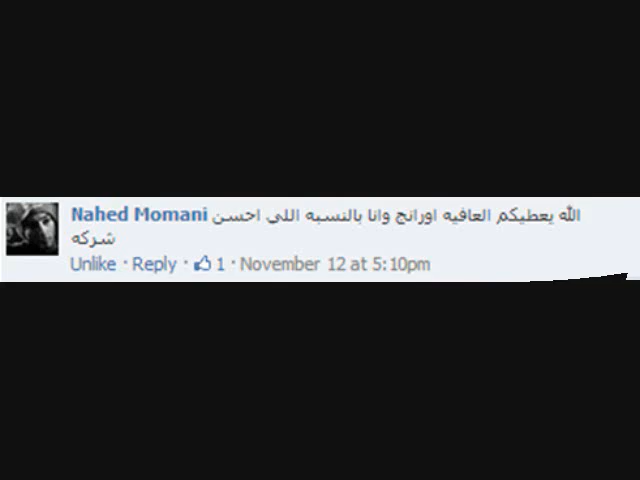 Nahed Momani الله يعطيكم العافيه اورانج وانا بالنسبه اللي احسن
شركه
Unlike · Reply · 1 · November 12 at 5:10pm